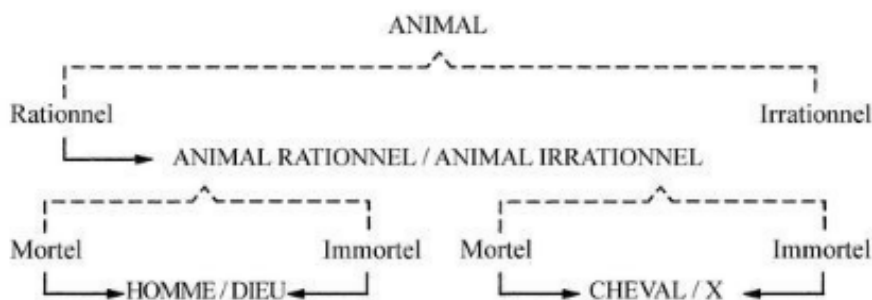 ANIMAL
Rationnel Irrationnel
ANIMAL RATIONNEL / ANIMAL IRRATIONNEL
Mortel Immortel Mortel Immortel
HOMME / DIEU CHEVAL / X